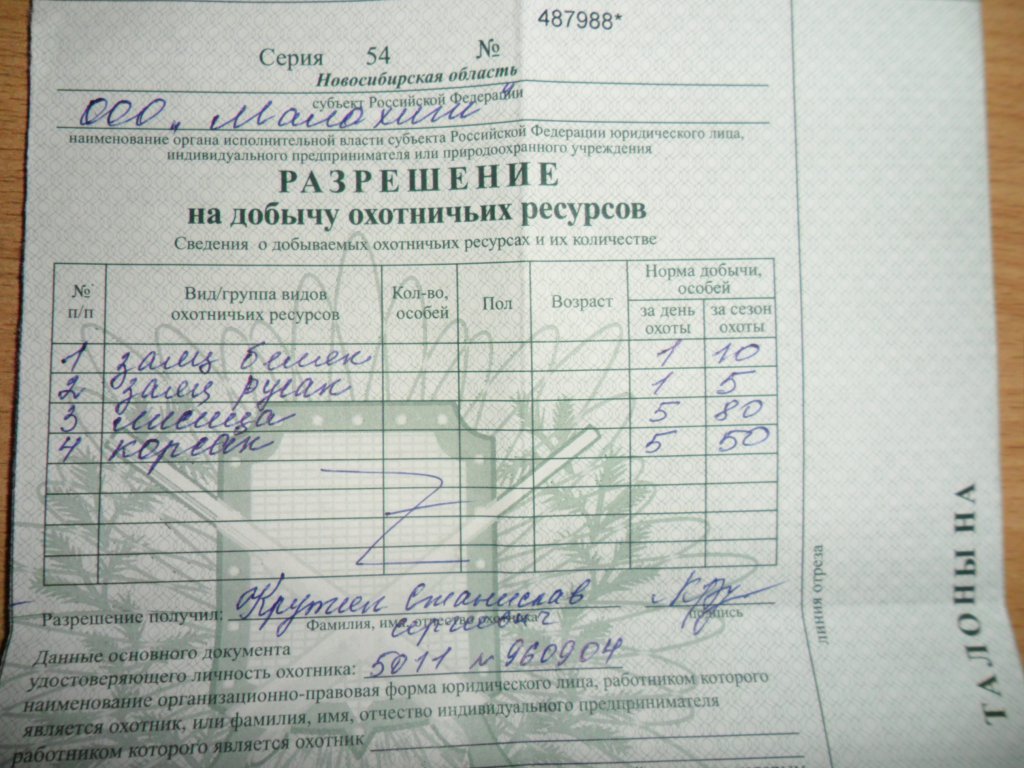 487988*
Серия 54 №
Новосибирская область
субъект Российской Федерации
ООО „
наименование органа исполнительной власти субъекта Российской Федерации юридического лица,
индивидуального предпринимателя или природоохранного учреждения
РАЗРЕШЕНИЕ
на добычу охотничьих ресурсов
Сведения о добываемых охотничьих ресурсах и их количестве
№ п/п Вид/группа видов охотничьих ресурсов Кол-во, особей Пол Возраст Норма добычи, особей
за день охоты за сезон охоты
1 заяц беляк 1 10
2 заяц русак 1 5
3 лисица 5 80
4 корсак 5 50
Разрешение получил: Станислав
Фамилия, имя, отчество охотника подпись
Сергеевич
Данные основного документа
удостоверяющего личность охотника: 5011 № 960904
наименование организационно-правовая форма юридического лица, работником которого
является охотник, или фамилия, имя, отчество индивидуального предпринимателя
работником которого является охотник
линия отреза
ТАЛОНЫ НА